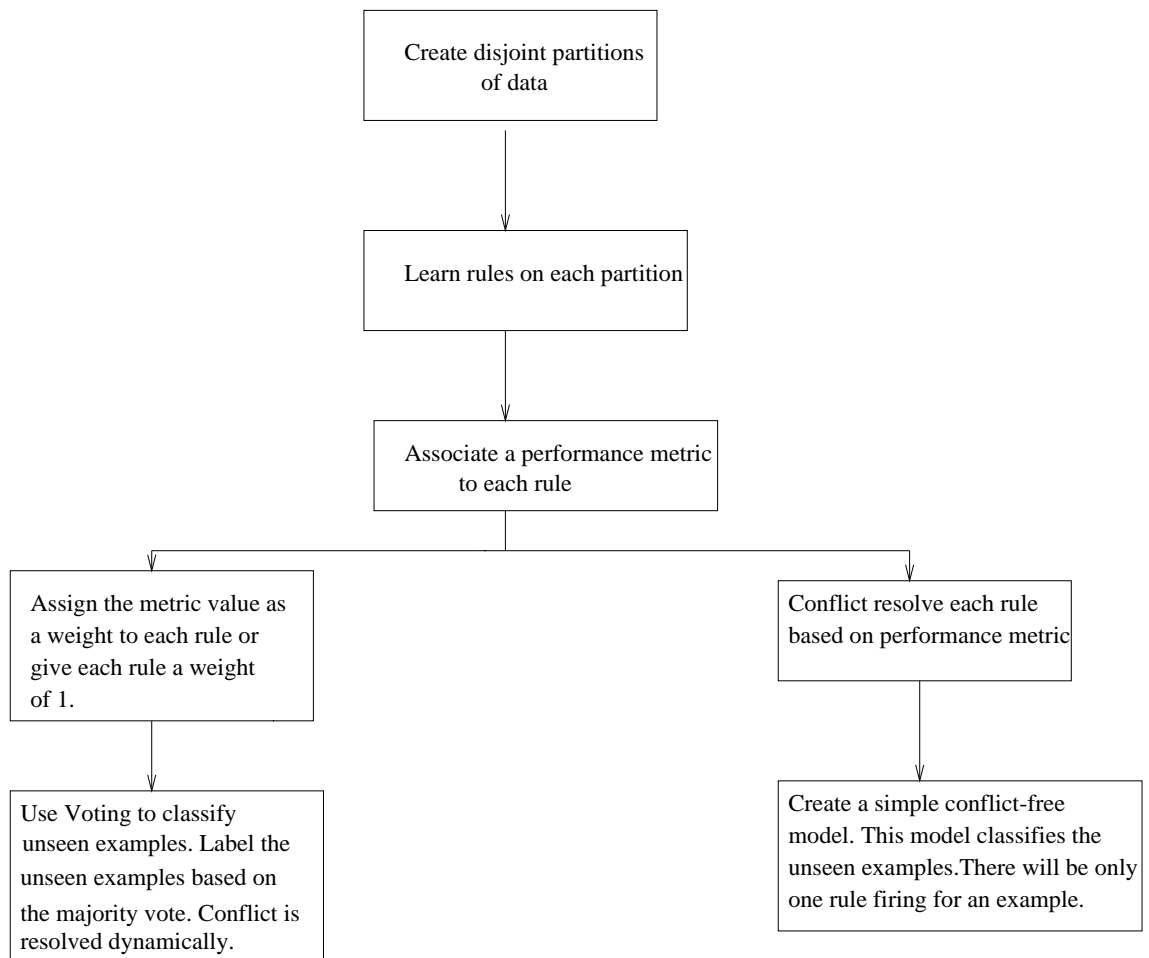 Create disjoint partitions
of data
Learn rules on each partition
Associate a performance metric
to each rule
Assign the metric value as
a weight to each rule or
give each rule a weight
of 1.
Conflict resolve each rule
based on performance metric
Use Voting to classify
unseen examples. Label the
unseen examples based on
the majority vote. Conflict is
resolved dynamically.
Create a simple conflict-free
model. This model classifies the
unseen examples.There will be only
one rule firing for an example.